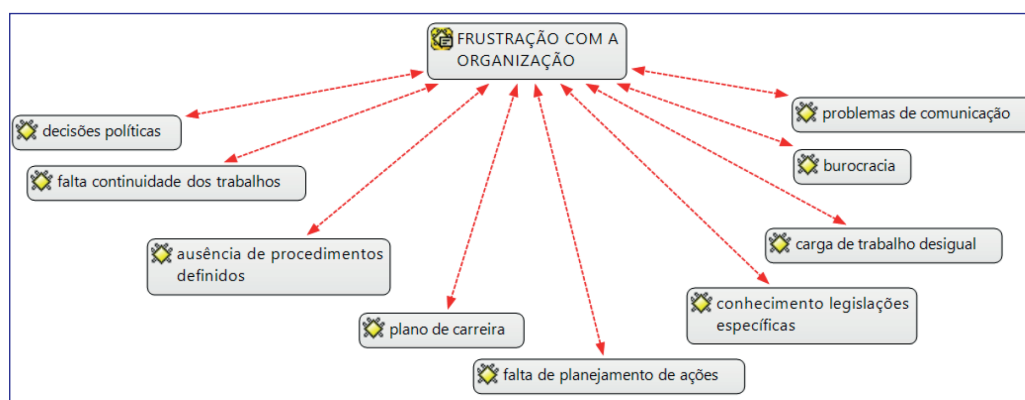 FRUSTRAÇÃO COM A
ORGANIZAÇÃO
decisões políticas
problemas de comunicação
falta continuidade dos trabalhos
burocracia
ausência de procedimentos
definidos
carga de trabalho desigual
plano de carreira
conhecimento legislações
específicas
falta de planejamento de ações